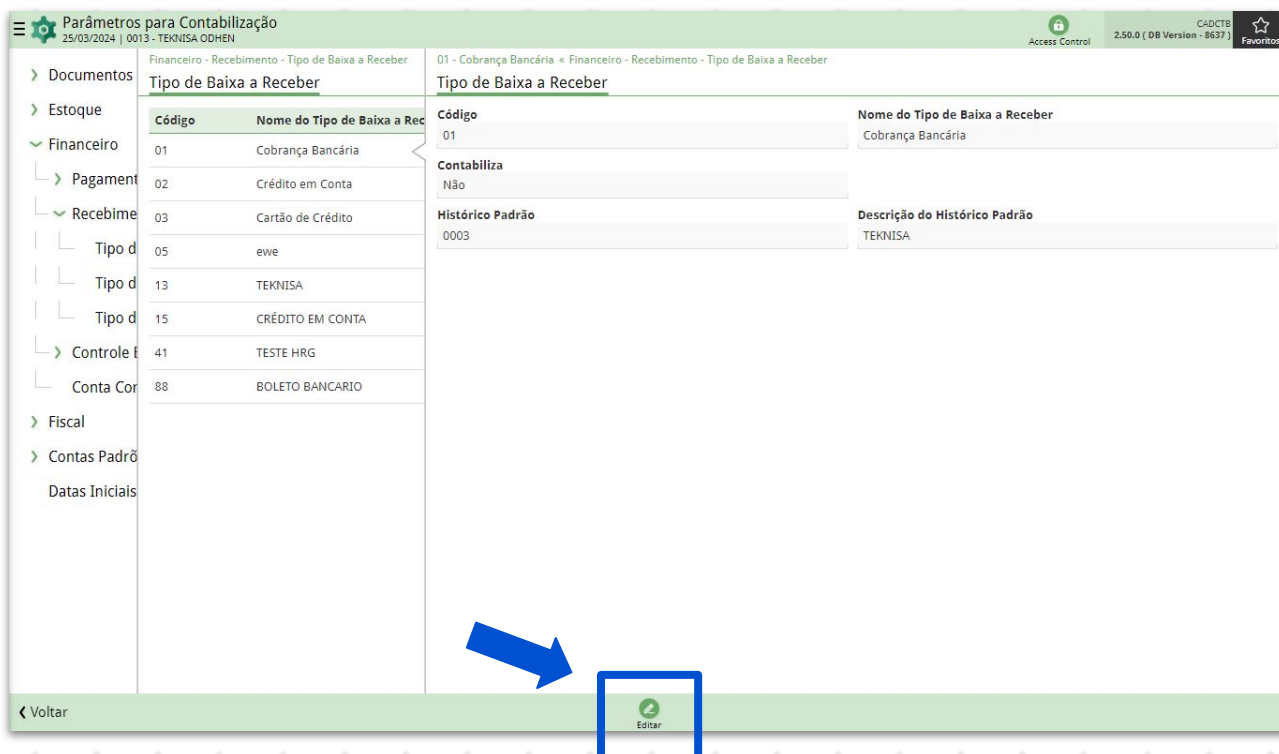 Parâmetros para Contabilização
25/03/2024 | 0013 - TEKNISA ODHEN
Access Control
CADCTB
2.50.0 ( DB Version - 8637 )
Favoritos
Documentos
Estoque
Financeiro
Pagament
Recebime
Tipo d
Tipo d
Tipo d
Controle E
Conta Cor
Fiscal
Contas Padrõ
Datas Iniciais
Financeiro - Recebimento - Tipo de Baixa a Receber
Tipo de Baixa a Receber
Código Nome do Tipo de Baixa a Rec
01 Cobrança Bancária
02 Crédito em Conta
03 Cartão de Crédito
05 ewe
13 TEKNISA
15 CRÉDITO EM CONTA
41 TESTE HRG
88 BOLETO BANCARIO
01 - Cobrança Bancária « Financeiro - Recebimento - Tipo de Baixa a Receber
Tipo de Baixa a Receber
Código Nome do Tipo de Baixa a Receber
01 Cobrança Bancária
Contabiliza
Não
Histórico Padrão Descrição do Histórico Padrão
0003 TEKNISA
Voltar
Editar